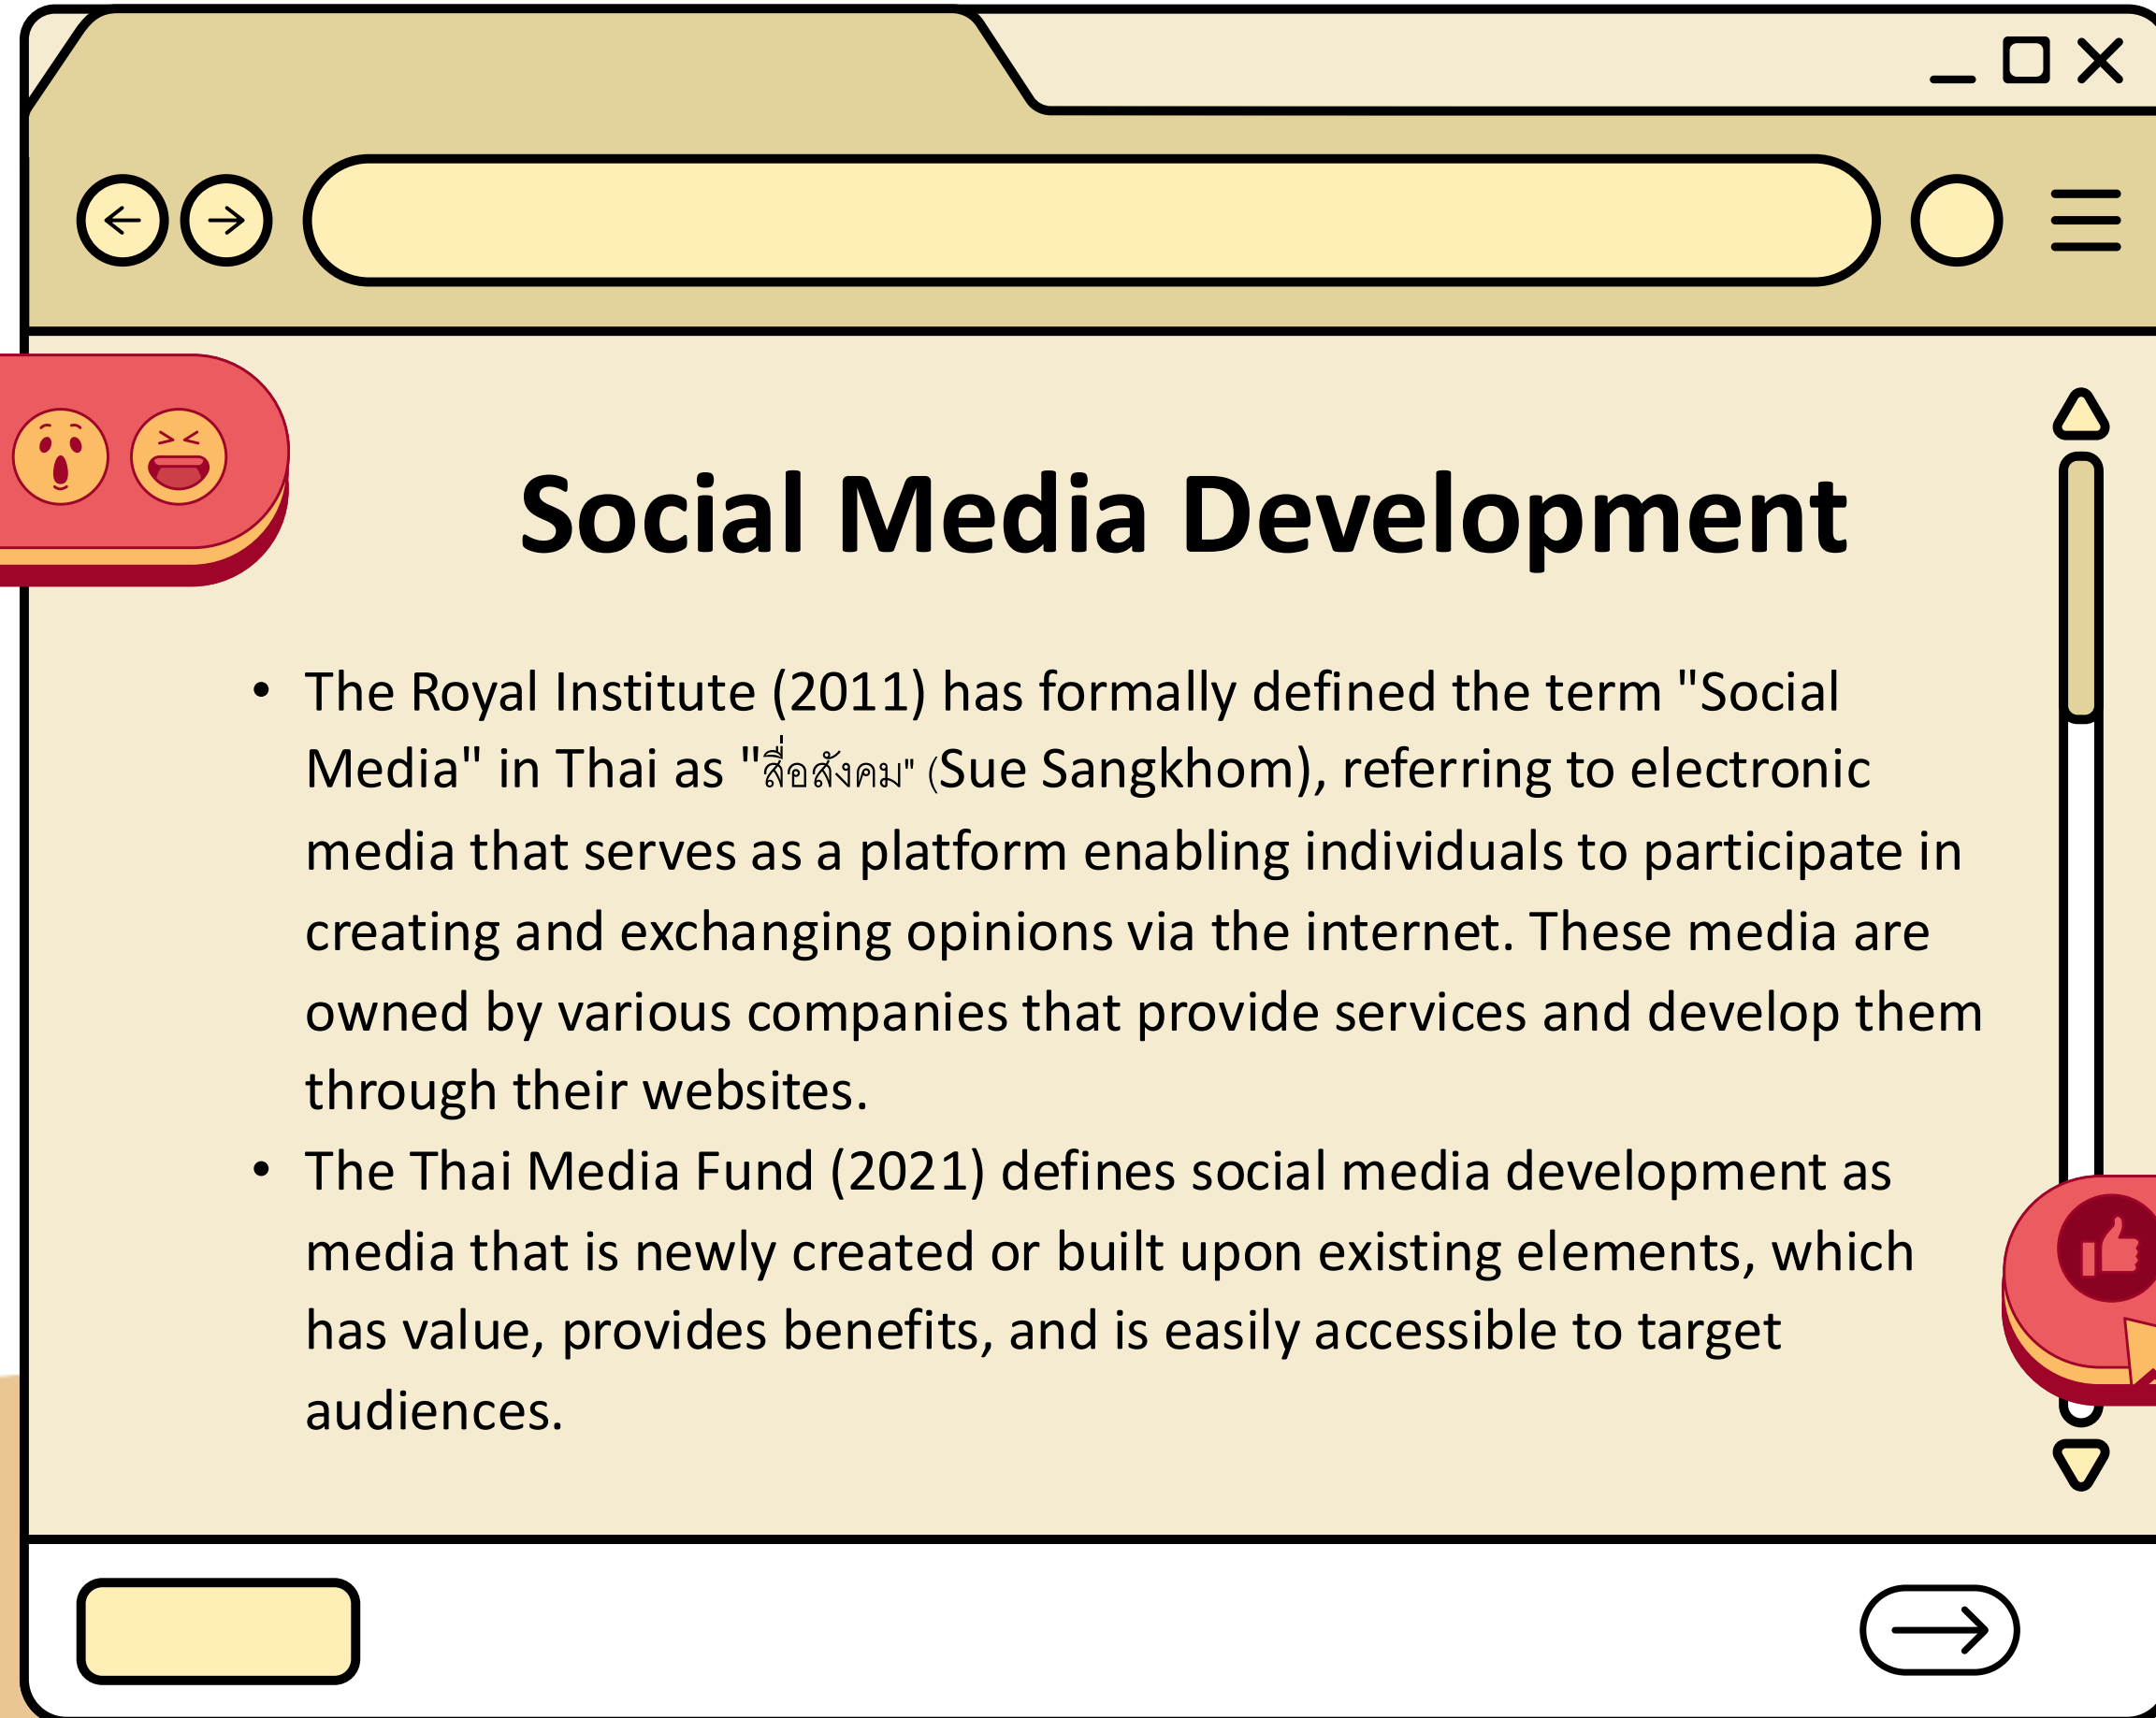 Social Media Development
• The Royal Institute (2011) has formally defined the term "Social
Media" in Thai as "สื่อสังคม" (Sue Sangkhom), referring to electronic
media that serves as a platform enabling individuals to participate in
creating and exchanging opinions via the internet. These media are
owned by various companies that provide services and develop them
through their websites.
• The Thai Media Fund (2021) defines social media development as
media that is newly created or built upon existing elements, which
has value, provides benefits, and is easily accessible to target
audiences.